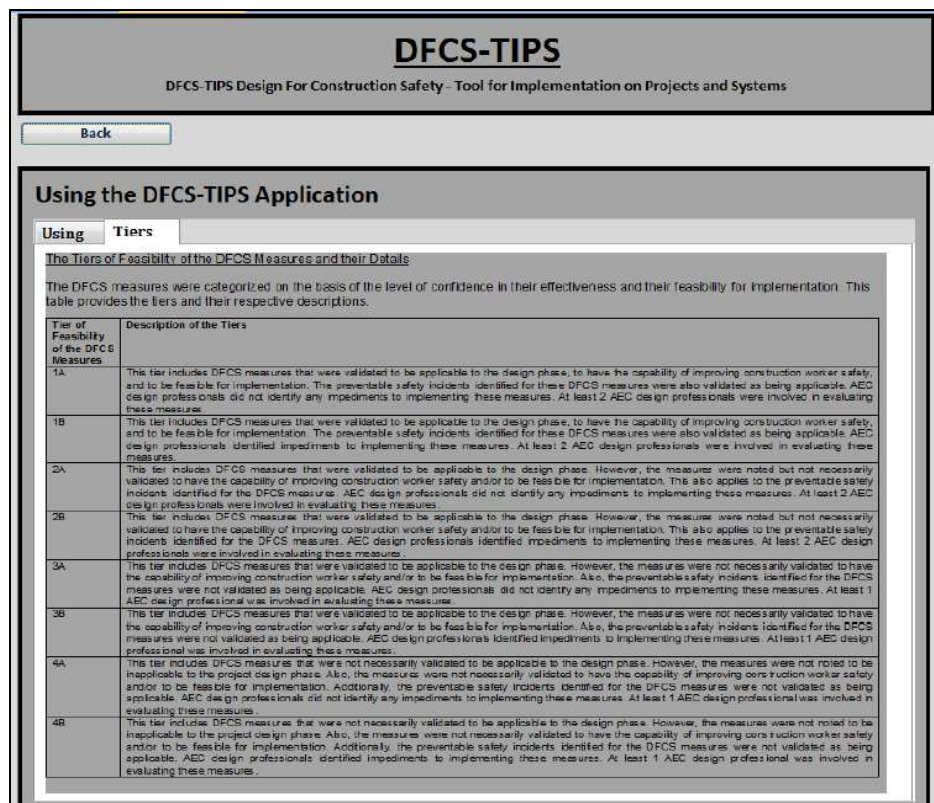 DFCS-TIPS
DFCS-TIPS Design For Construction Safety - Tool for Implementation on Projects and Systems
Back
Using the DFCS-TIPS Application
Using Tiers
The Tiers of Feasibility of the DFCS Measures and their Details
The DFCS measures were categorized on the basis of the level of confidence in their effectiveness and their feasibility for implementation. This
table provides the tiers and their respective descriptions.
Tier of Description of the Tiers
Feasibility
of the DFCS
Measures
1A This tier includes DFCS measures that were validated to be applicable to the design phase, to have the capability of improving construction worker safety,
and to be feasible for implementation. The preventable safety incidents identified for these DFCS measures were also validated as being applicable. AEC
design professionals did not identify any impediments to implementing these measures. At least 2 AEC design professionals were involved in evaluating
these measures.
1B This tier includes DFCS measures that were validated to be applicable to the design phase, to have the capability of improving construction worker safety,
and to be feasible for implementation. The preventable safety incidents identified for these DFCS measures were also validated as being applicable. AEC
design professionals identified impediments to implementing these measures. At least 2 AEC design professionals were involved in evaluating these
measures.
2A This tier includes DFCS measures that were validated to be applicable to the design phase. However, the measures were noted but not necessarily
validated to have the capability of improving construction worker safety and/or to be feasible for implementation. This also applies to the preventable safety
incidents identified for the DFCS measures. AEC design professionals did not identify any impediments to implementing these measures. At least 2 AEC
design professionals were involved in evaluating these measures.
2B This tier includes DFCS measures that were validated to be applicable to the design phase. However, the measures were noted but not necessarily
validated to have the capability of improving construction worker safety and/or to be feasible for implementation. This also applies to the preventable safety
incidents identified for the DFCS measures. AEC design professionals identified impediments to implementing these measures. At least 2 AEC design
professionals were involved in evaluating these measures.
3A This tier includes DFCS measures that were validated to be applicable to the design phase. However, the measures were not necessarily validated to have
the capability of improving construction worker safety and/or to be feasible for implementation. Also, the preventable safety incidents identified for the DFCS
measures were not validated as being applicable. AEC design professionals did not identify any impediments to implementing these measures. At least 1
AEC design professional was involved in evaluating these measures.
3B This tier includes DFCS measures that were validated to be applicable to the design phase. However, the measures were not necessarily validated to have
the capability of improving construction worker safety and/or to be feasible for implementation. Also, the preventable safety incidents identified for the DFCS
measures were not validated as being applicable. AEC design professionals identified impediments to implementing these measures. At least 1 AEC design
professional was involved in evaluating these measures.
4A This tier includes DFCS measures that were not necessarily validated to be applicable to the design phase. However, the measures were not noted to be
inapplicable to the project design phase. Also, the measures were not necessarily validated to have the capability of improving construction worker safety
and/or to be feasible for implementation. Additionally, the preventable safety incidents identified for the DFCS measures were not validated as being
applicable. AEC design professionals did not identify any impediments to implementing these measures. At least 1 AEC design professional was involved in
evaluating these measures.
4B This tier includes DFCS measures that were not necessarily validated to be applicable to the design phase. However, the measures were not noted to be
inapplicable to the project design phase. Also, the measures were not necessarily validated to have the capability of improving construction worker safety
and/or to be feasible for implementation. Additionally, the preventable safety incidents identified for the DFCS measures were not validated as being
applicable. AEC design professionals identified impediments to implementing these measures. At least 1 AEC design professional was involved in
evaluating these measures.